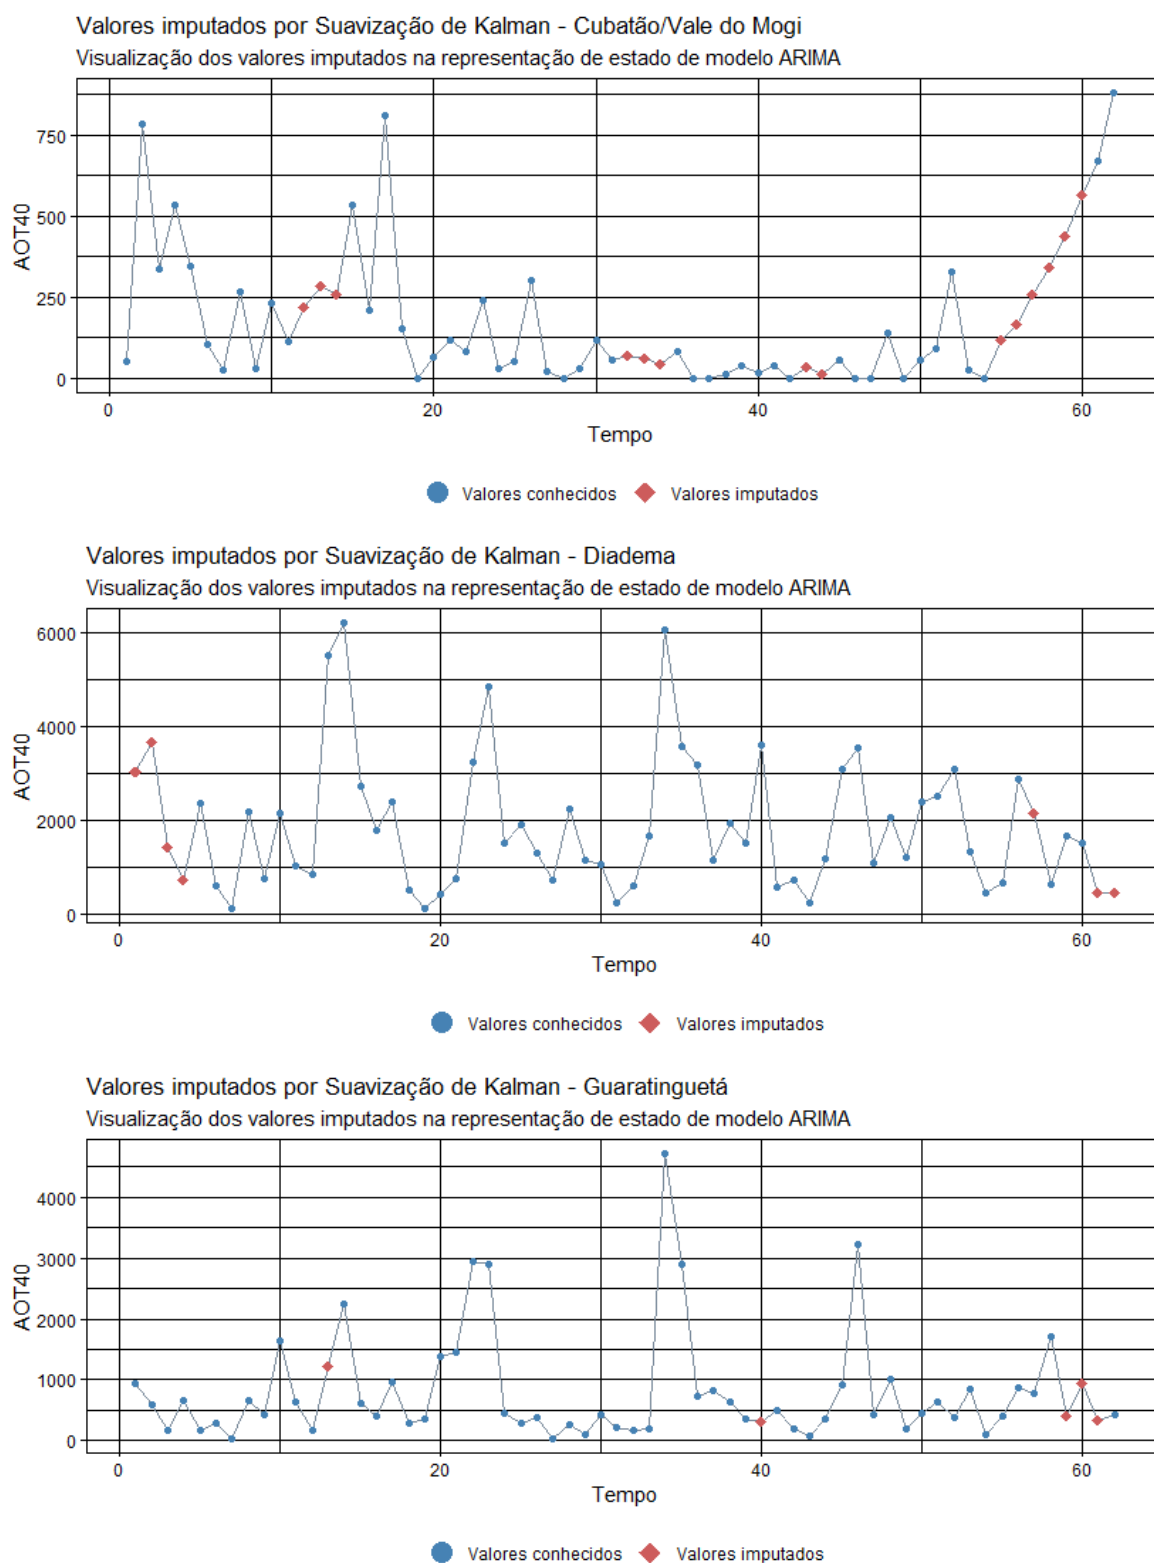 Valores imputados por Suavização de Kalman - Cubatão/Vale do Mogi
Visualização dos valores imputados na representação de estado de modelo ARIMA
AOT40
750
500
250
0
0 20 40 60
Tempo
Valores conhecidos Valores imputados
Valores imputados por Suavização de Kalman - Diadema
Visualização dos valores imputados na representação de estado de modelo ARIMA
AOT40
6000
4000
2000
0
0 20 40 60
Tempo
Valores conhecidos Valores imputados
Valores imputados por Suavização de Kalman - Guaratinguetá
Visualização dos valores imputados na representação de estado de modelo ARIMA
AOT40
4000
3000
2000
1000
0
0 20 40 60
Tempo
Valores conhecidos Valores imputados